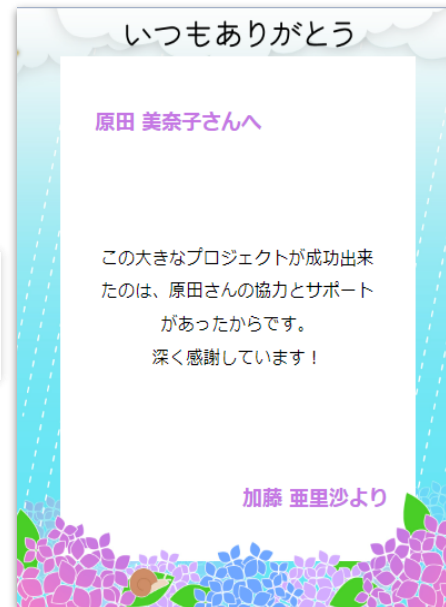 いつもありがとう
原田 美奈子さんへ
この大きなプロジェクトが成功出来
たのは、原田さんの協力とサポート
があったからです。
深く感謝しています！
加藤 亜里沙より